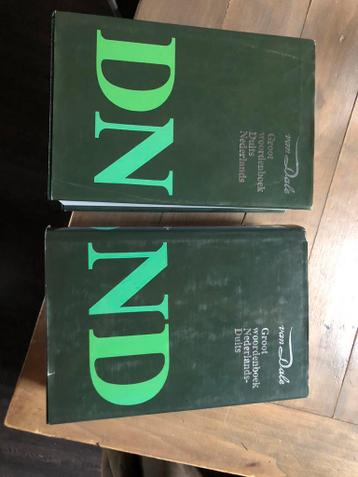 van Dale
Groot
woordenboek
Duits
Nederlands
DN
van Dale
Groot
woordenboek
Nederlands-
Duits
ND